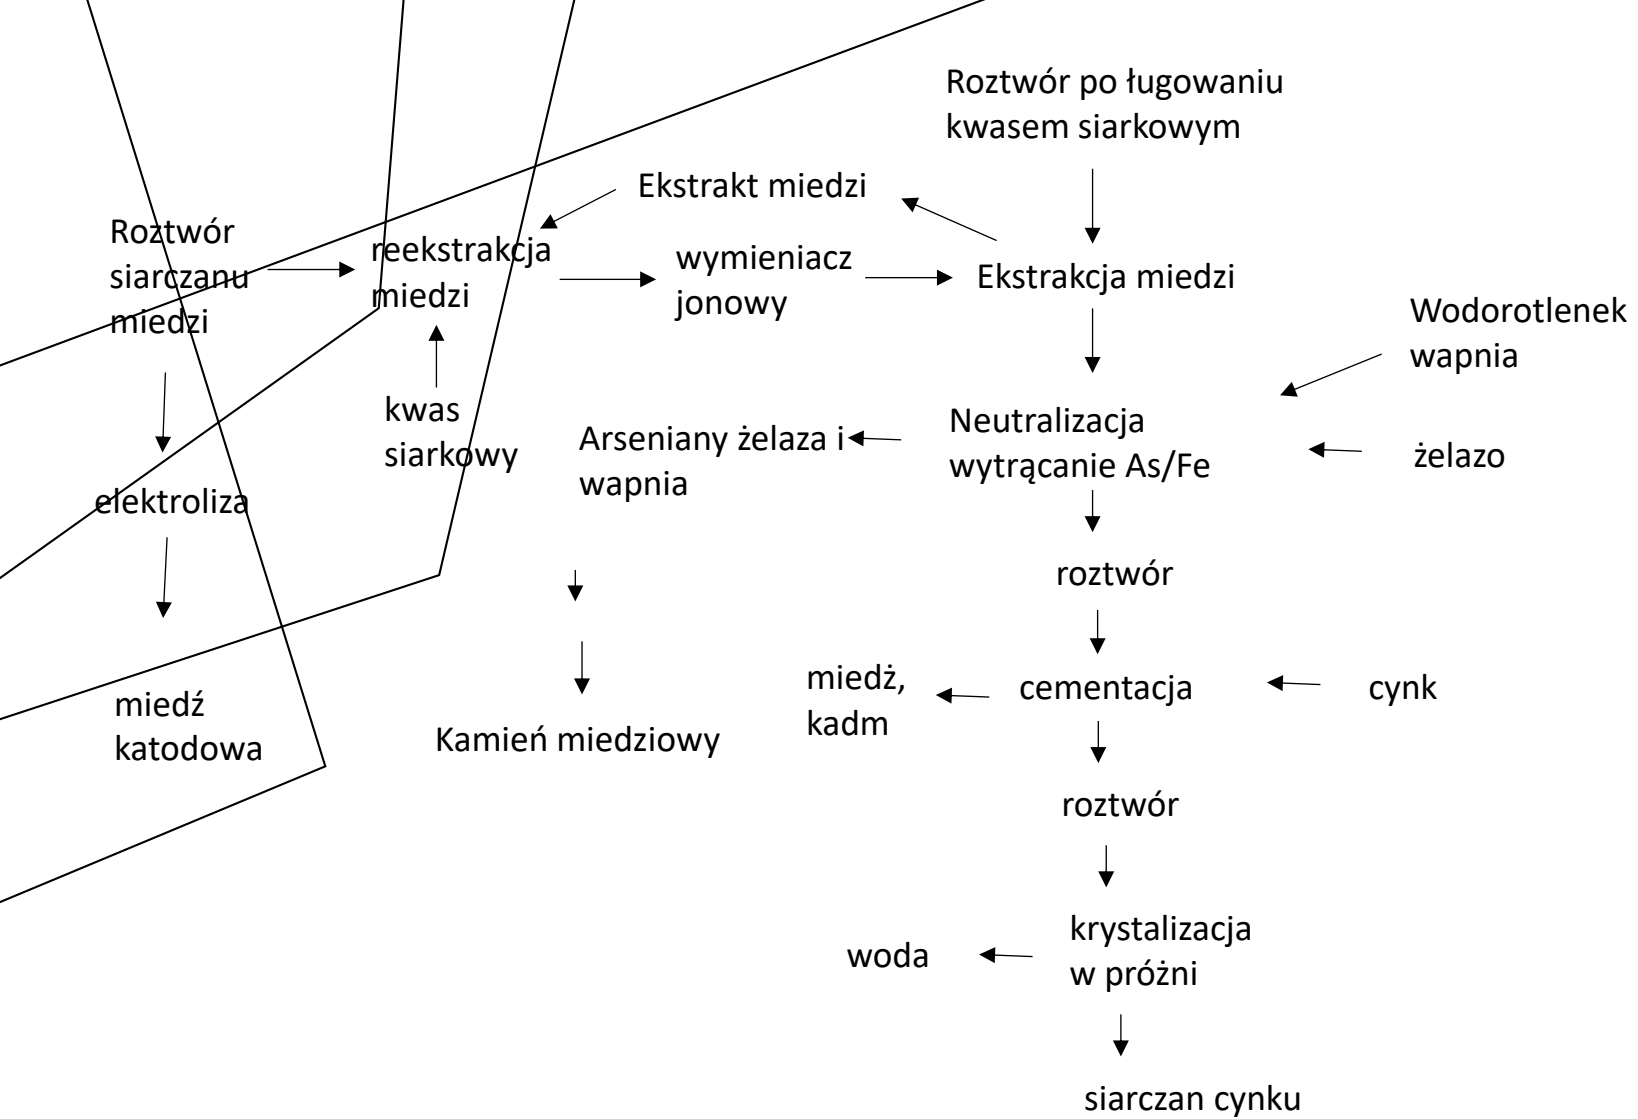 Roztwór po ługowaniu
kwasem siarkowym
Ekstrakt miedzi
Roztwór
siarczanu
miedzi
reekstrakcja
miedzi
wymieniacz
jonowy
Ekstrakcja miedzi
Wodorotlenek
wapnia
kwas
siarkowy
Arseniany żelaza i
wapnia
Neutralizacja
wytrącanie As/Fe
żelazo
elektroliza
roztwór
miedź
katodowa
Kamień miedziowy
miedż,
kadm
cementacja
cynk
roztwór
woda
krystalizacja
w próżni
siarczan cynku